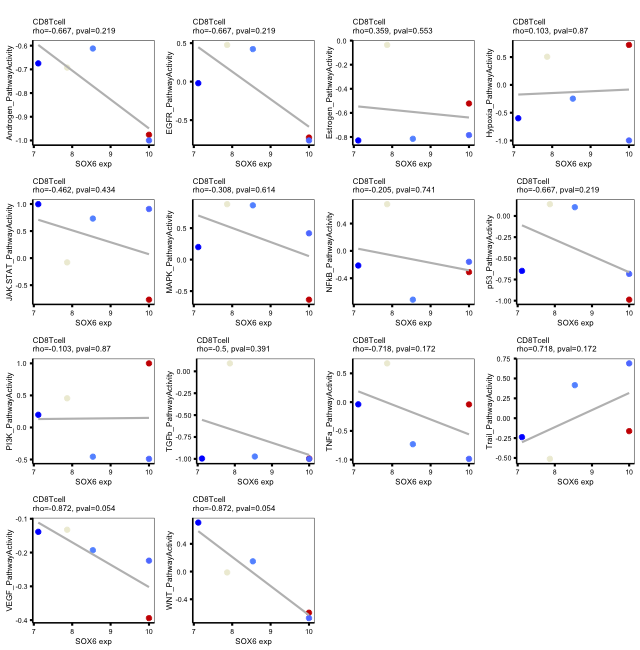 CD8Tcell
rho=-0.667, pval=0.219
Androgen_PathwayActivity
-0.6
-0.7
-0.8
-0.9
-1.0
7 8 9 10
SOX6 exp
CD8Tcell
rho=-0.667, pval=0.219
EGFR_PathwayActivity
0.5
0.0
-0.5
7 8 9 10
SOX6 exp
CD8Tcell
rho=0.359, pval=0.553
Estrogen_PathwayActivity
0.0
-0.2
-0.4
-0.6
-0.8
7 8 9 10
SOX6 exp
CD8Tcell
rho=0.103, pval=0.87
Hypoxia_PathwayActivity
0.5
0.0
-0.5
-1.0
7 8 9 10
SOX6 exp
CD8Tcell
rho=-0.462, pval=0.434
JAK.STAT_PathwayActivity
1.0
0.5
0.0
-0.5
7 8 9 10
SOX6 exp
CD8Tcell
rho=-0.308, pval=0.614
MAPK_PathwayActivity
0.5
0.0
-0.5
7 8 9 10
SOX6 exp
CD8Tcell
rho=-0.205, pval=0.741
NFkB_PathwayActivity
0.4
0.0
-0.4
7 8 9 10
SOX6 exp
CD8Tcell
rho=-0.667, pval=0.219
p53_PathwayActivity
0.00
-0.25
-0.50
-0.75
-1.00
7 8 9 10
SOX6 exp
CD8Tcell
rho=-0.103, pval=0.87
PI3K_PathwayActivity
1.0
0.5
0.0
-0.5
7 8 9 10
SOX6 exp
CD8Tcell
rho=-0.5, pval=0.391
TGFb_PathwayActivity
0.00
-0.25
-0.50
-0.75
-1.00
7 8 9 10
SOX6 exp
CD8Tcell
rho=-0.718, pval=0.172
TNFa_PathwayActivity
0.5
0.0
-0.5
-1.0
7 8 9 10
SOX6 exp
CD8Tcell
rho=0.718, pval=0.172
Trail_PathwayActivity
0.75
0.50
0.25
0.00
-0.25
-0.50
7 8 9 10
SOX6 exp
CD8Tcell
rho=-0.872, pval=0.054
VEGF_PathwayActivity
-0.1
-0.2
-0.3
-0.4
7 8 9 10
SOX6 exp
CD8Tcell
rho=-0.872, pval=0.054
WNT_PathwayActivity
0.4
0.0
-0.4
7 8 9 10
SOX6 exp